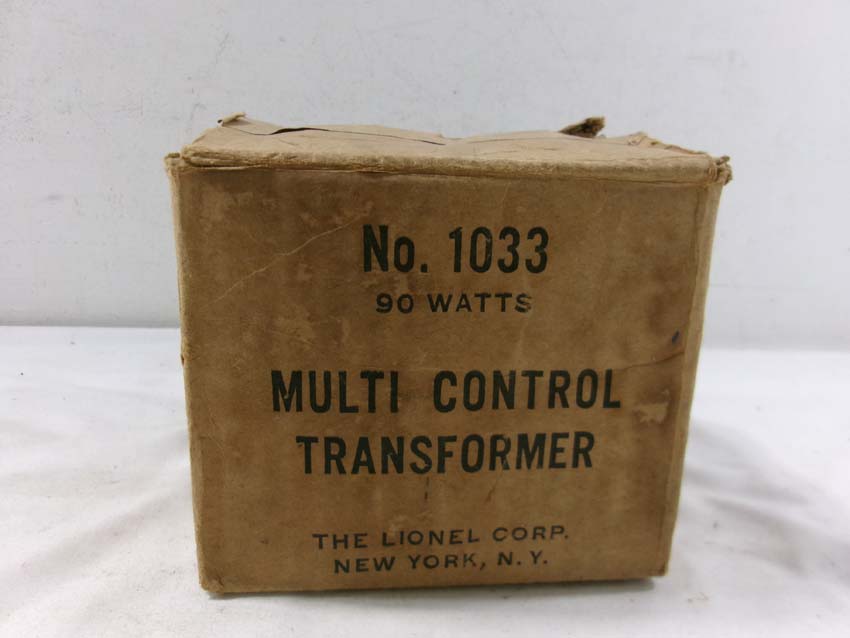 No. 1033
90 WATTS
MULTI CONTROL
TRANSFORMER
THE LIONEL CORP.
NEW YORK, N.Y.